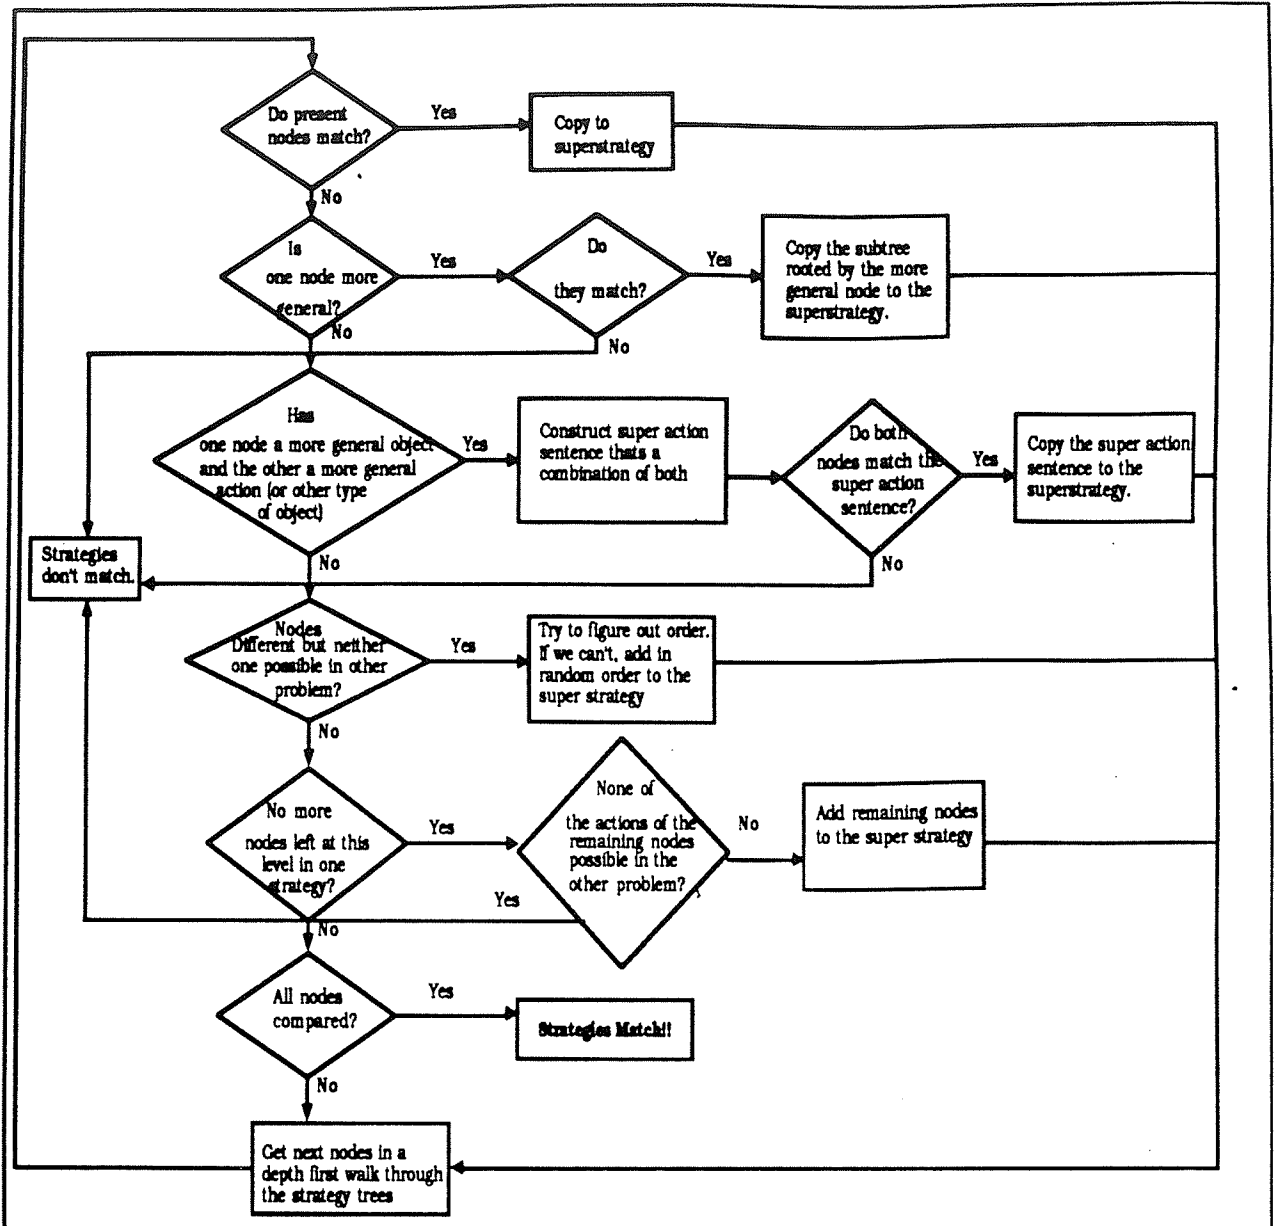 Do present
nodes match?
Yes
Copy to
superstrategy
No
Is
one node more
general?
Yes
Do
they match?
Yes
Copy the subtree
rooted by the more
general node to the
superstrategy.
No
No
Has
one node a more general object
and the other a more general
action (or other type
of object)
Yes
Construct super action
sentence thats a
combination of both
Do both
nodes match the
super action
sentence?
Yes
Copy the super action
sentence to the
superstrategy.
Strategies
don't match.
No
No
Nodes
Different but neither
one possible in other
problem?
Yes
Try to figure out order.
If we can't, add in
random order to the
super strategy
No
No more
nodes left at this
level in one
strategy?
Yes
None of
the actions of the
remaining nodes
possible in the
other problem?
No
Add remaining nodes
to the super strategy
Yes
No
All nodes
compared?
Yes
Strategies Match!!
No
Get next nodes in a
depth first walk through
the strategy trees